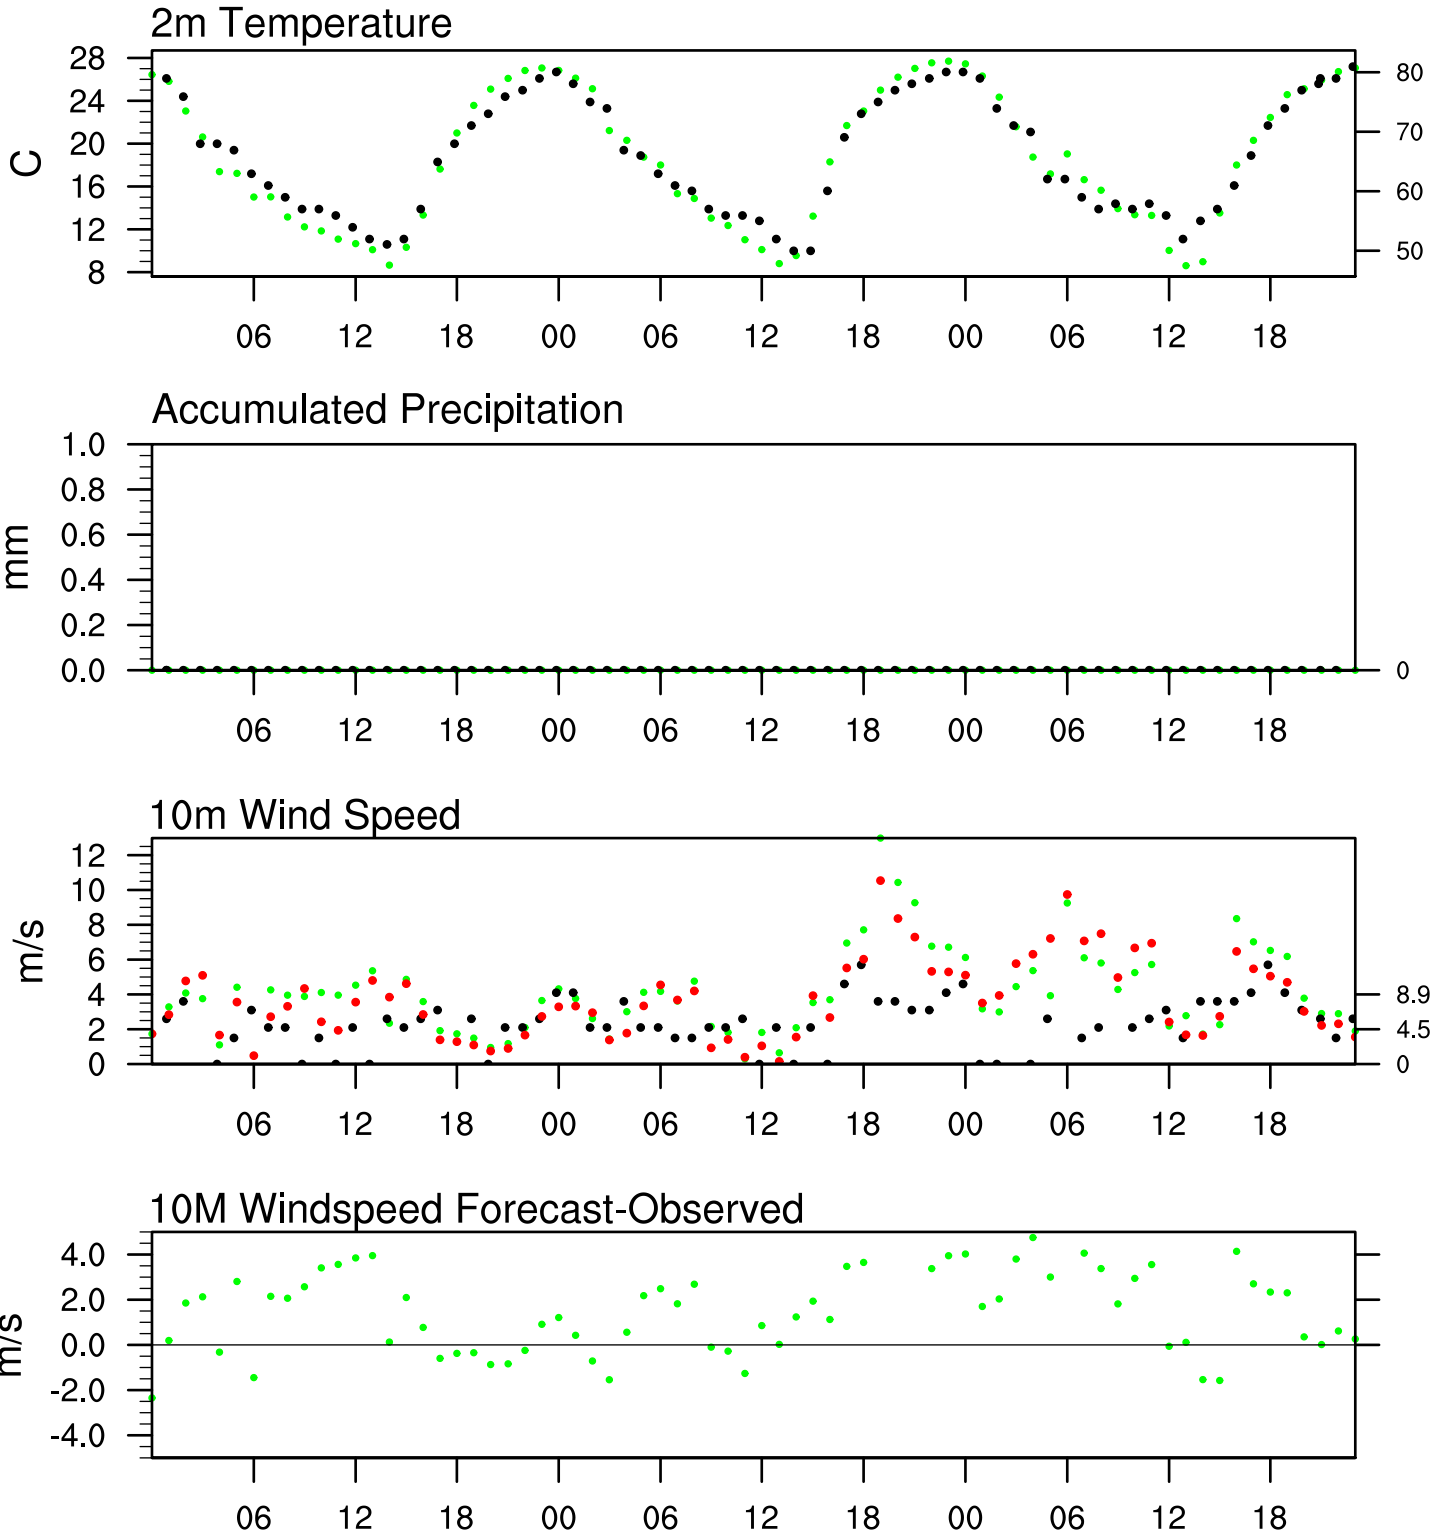 2m Temperature
28
24
20
16
12
8
C
80
70
60
50
06 12 18 00 06 12 18 00 06 12 18
Accumulated Precipitation
1.0
0.8
0.6
0.4
0.2
0.0
mm
0
06 12 18 00 06 12 18 00 06 12 18
10m Wind Speed
12
10
8
6
4
2
0
m/s
8.9
4.5
0
06 12 18 00 06 12 18 00 06 12 18
10M Windspeed Forecast-Observed
4.0
2.0
0.0
-2.0
-4.0
m/s
06 12 18 00 06 12 18 00 06 12 18